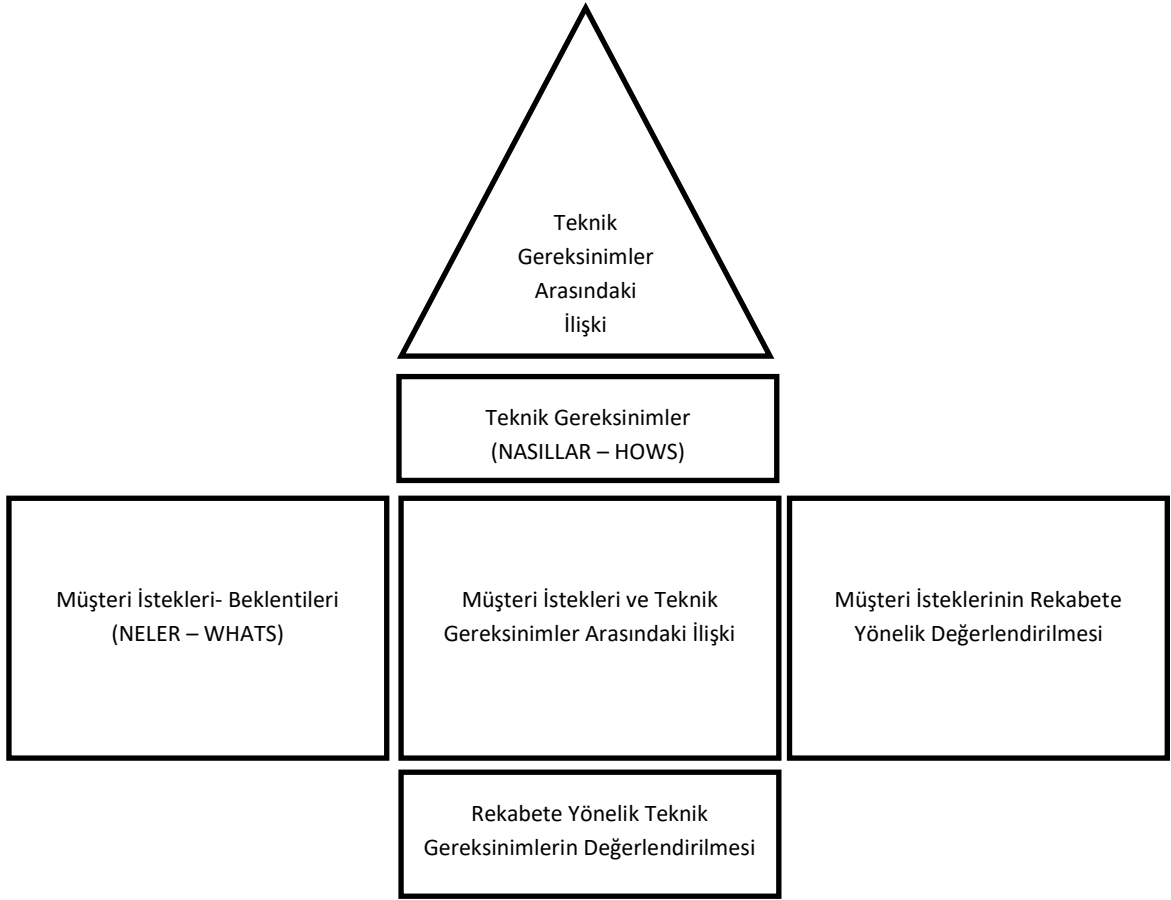 Teknik
Gereksinimler
Arasındaki
İlişki
Teknik Gereksinimler
(NASILLAR – HOWS)
Müşteri İstekleri- Beklentileri
(NELER – WHATS)
Müşteri İstekleri ve Teknik
Gereksinimler Arasındaki İlişki
Müşteri İsteklerinin Rekabete
Yönelik Değerlendirilmesi
Rekabete Yönelik Teknik
Gereksinimlerin Değerlendirilmesi